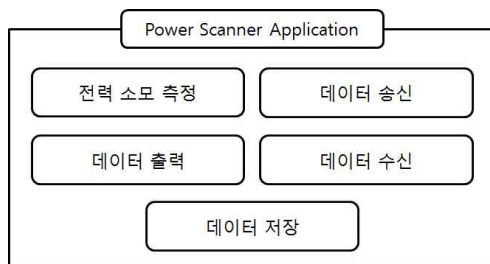 Power Scanner Application
전력 소모 측정
데이터 송신
데이터 출력
데이터 수신
데이터 저장